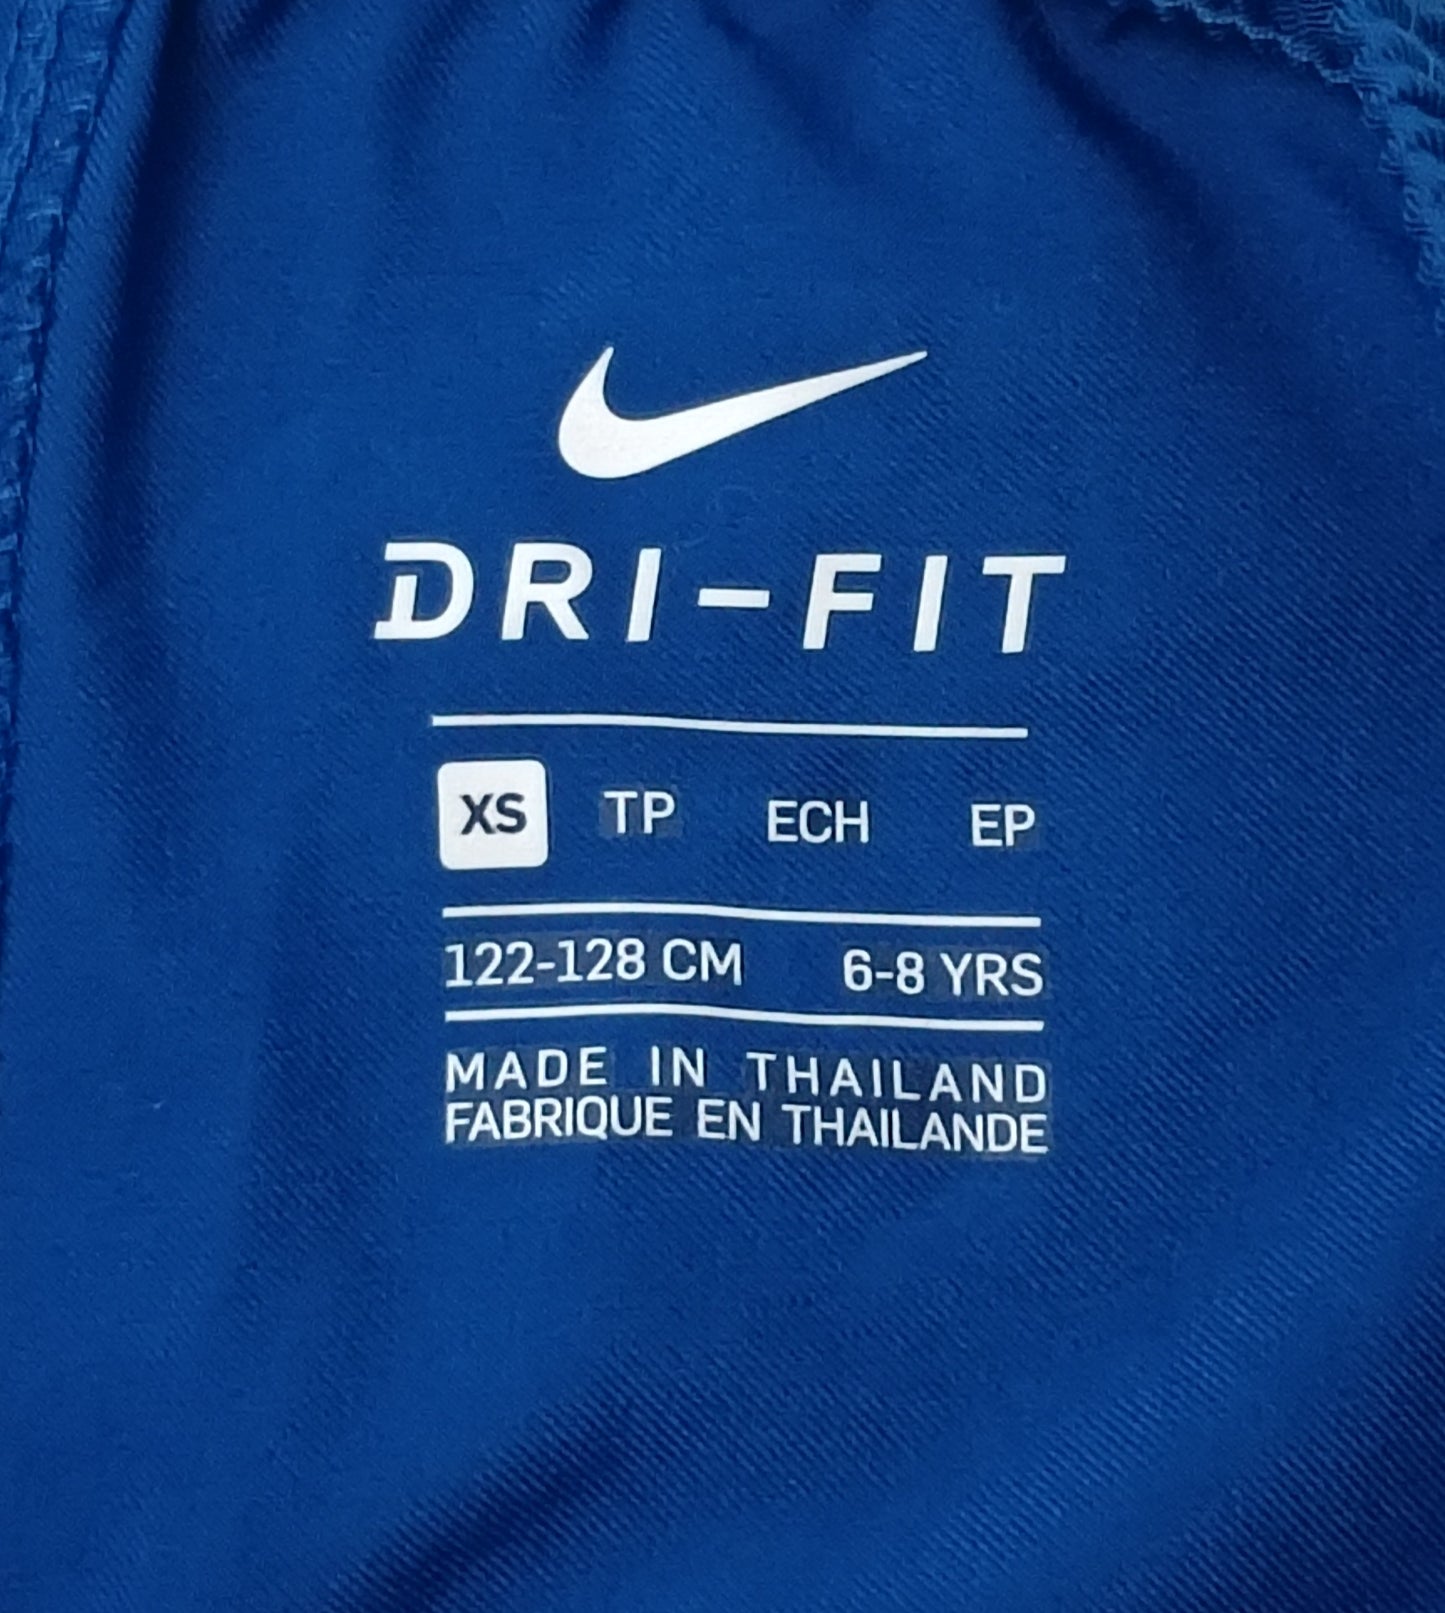 DRI-FIT
XS TP ECH EP
122-128 CM 6-8 YRS
MADE IN THAILAND
FABRIQUE EN THAILANDE